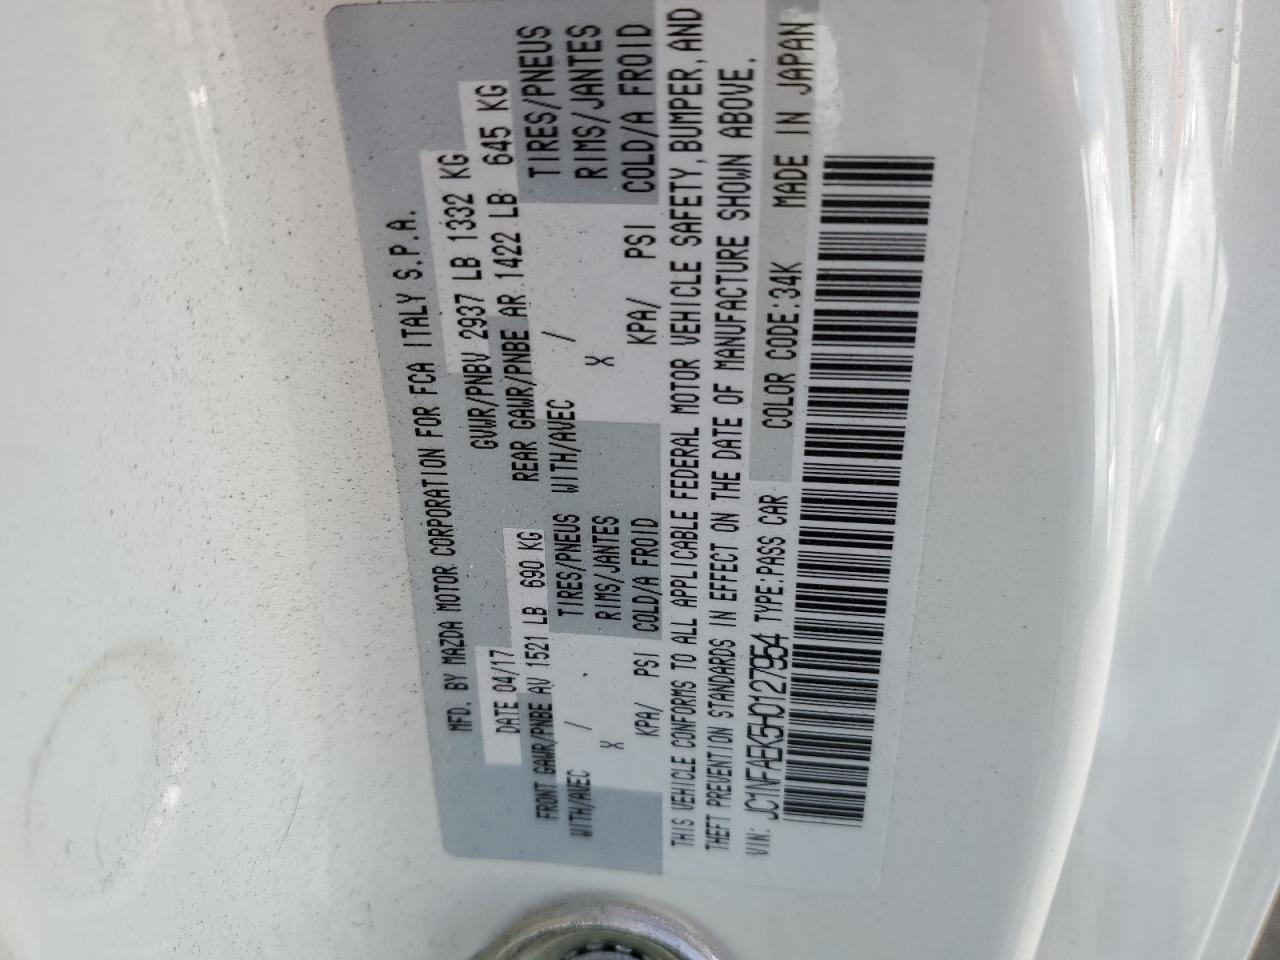 MFD. BY MAZDA MOTOR CORPORATION FOR FCA ITALY S.P.A.
DATE 04/17 GVWR/PNBV 2937 LB 1332 KG
FRONT GAWR/PNBE AV 1521 LB 690 KG REAR GAWR/PNBE AR 1422 LB 645 KG
WITH/AVEC / TIRES/PNEUS WITH/AVEC / TIRES/PNEUS
X RIMS/JANTES X RIMS/JANTES
KPA/ PSI COLD/A FROID KPA/ PSI COLD/A FROID
THIS VEHICLE CONFORMS TO ALL APPLICABLE FEDERAL MOTOR VEHICLE SAFETY, BUMPER, AND
THEFT PREVENTION STANDARDS IN EFFECT ON THE DATE OF MANUFACTURE SHOWN ABOVE.
VIN: JC1NFAEK5H0127954 TYPE:PASS CAR COLOR CODE:34K MADE IN JAPAN